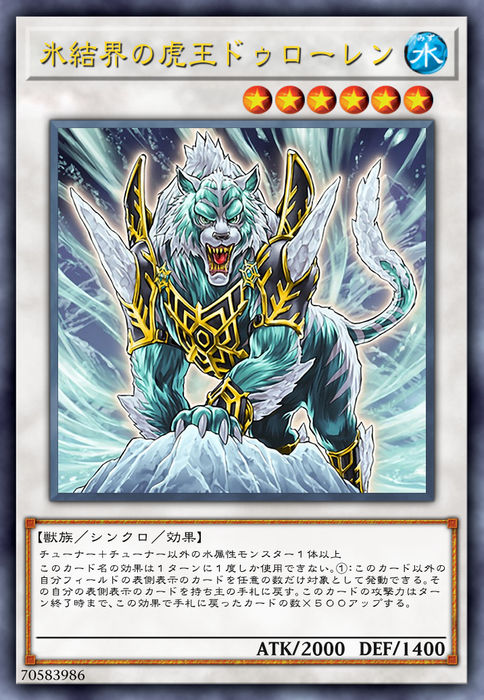 氷結界の虎王ドゥローレン
みず
水
【獣族／シンクロ／効果】
チューナー＋チューナー以外の水属性モンスター１体以上
このカード名の効果は１ターンに１度しか使用できない。①：このカード以外の
自分フィールドの表側表示のカードを任意の数だけ対象として発動できる。そ
の自分の表側表示のカードを持ち主の手札に戻す。このカードの攻撃力はター
ン終了時まで、この効果で手札に戻ったカードの数×５００アップする。
ATK/2000 DEF/1400
70583986